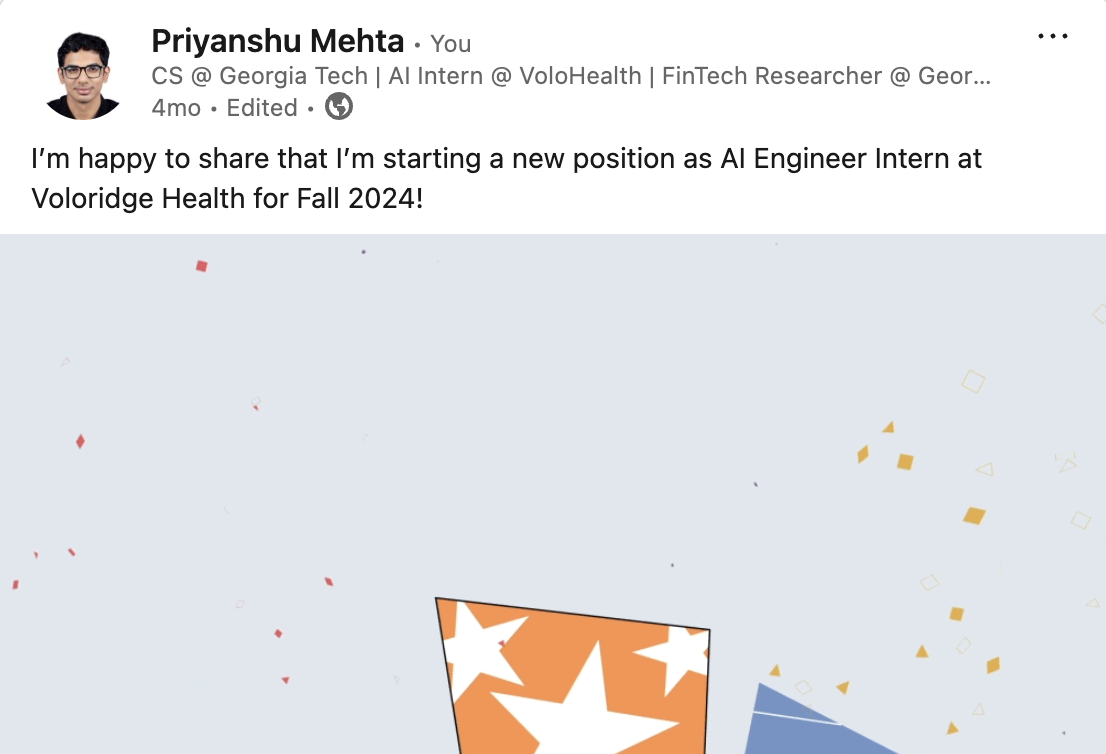 Priyanshu Mehta • You
CS @ Georgia Tech | AI Intern @ VoloHealth | FinTech Researcher @ Geor...
4mo • Edited •
I’m happy to share that I’m starting a new position as AI Engineer Intern at
Voloridge Health for Fall 2024!